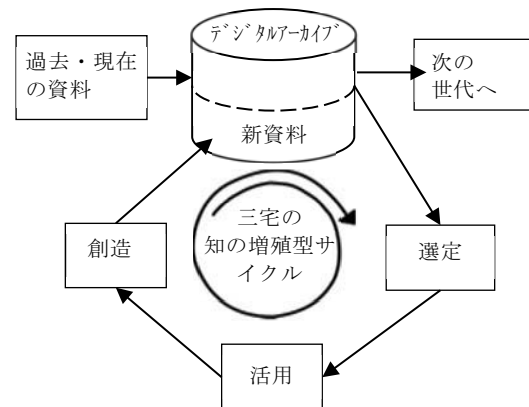 ﾃﾞｼﾞﾀﾙｱｰｶｲﾌﾞ
過去・現在
の資料
次の
世代へ
新資料
三宅の
知の増殖型サ
イクル
創造
選定
活用